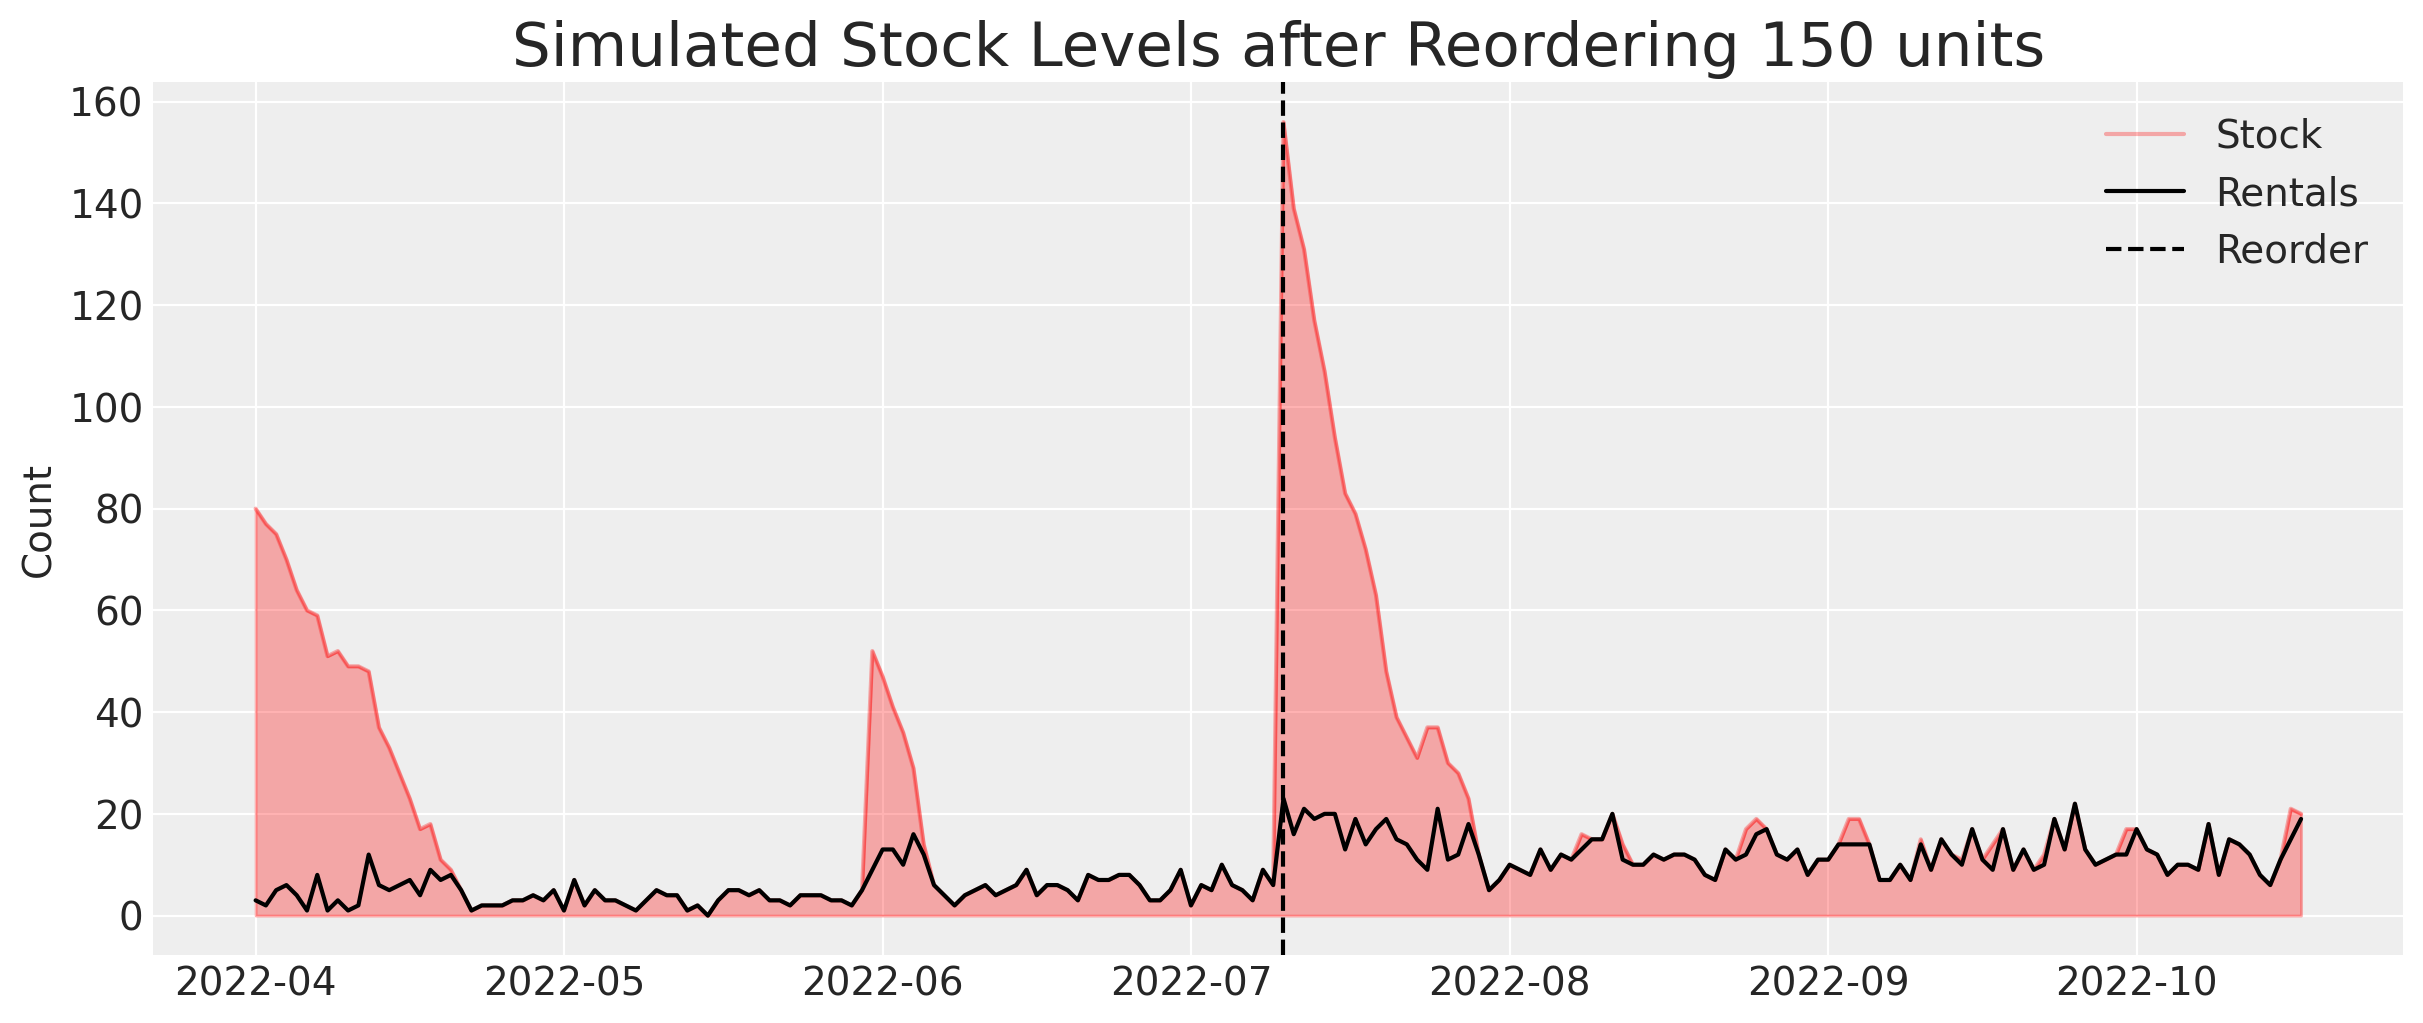 Simulated Stock Levels after Reordering 150 units
160
140
120
100
80
60
40
20
0
Count
Stock
Rentals
Reorder
2022-04 2022-05 2022-06 2022-07 2022-08 2022-09 2022-10